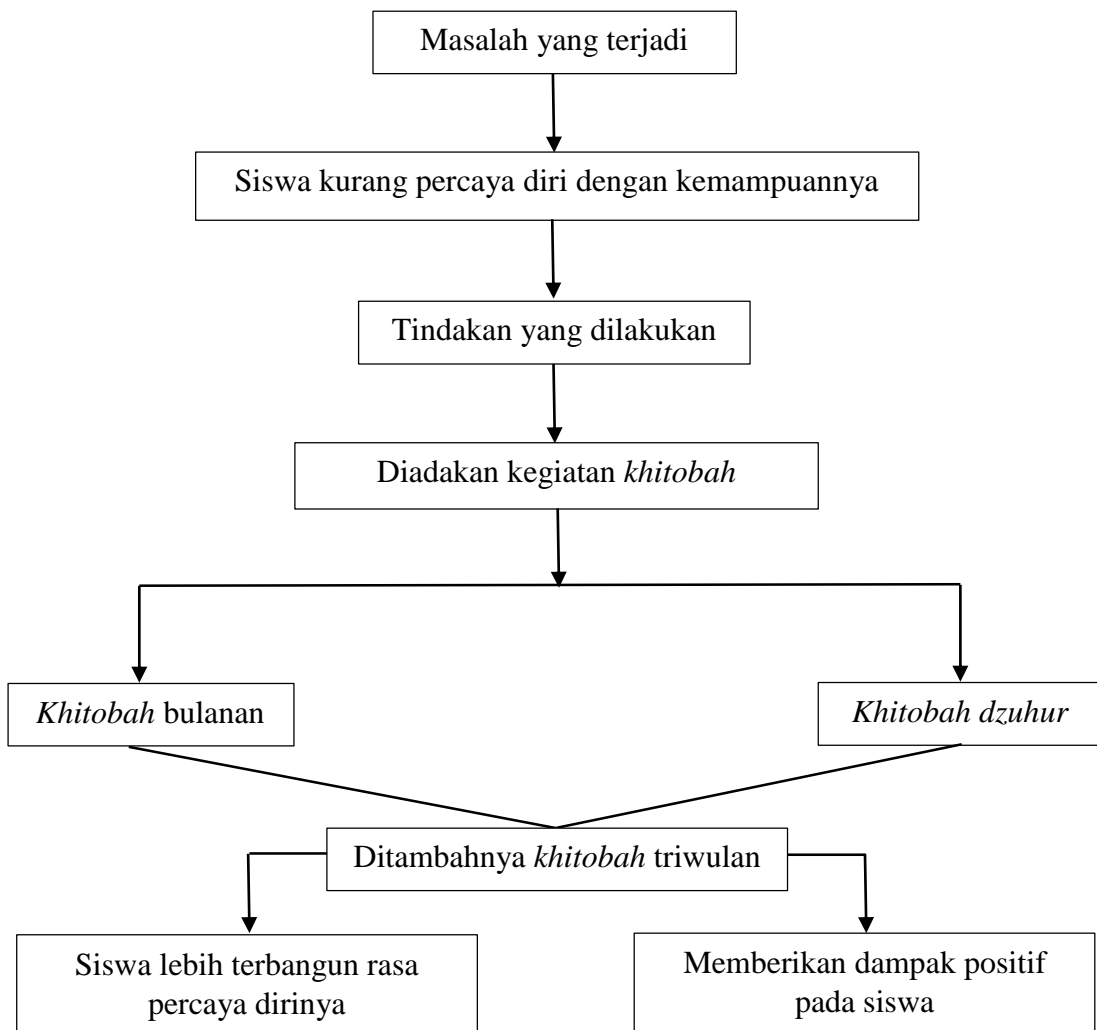 Masalah yang terjadi
Siswa kurang percaya diri dengan kemampuannya
Tindakan yang dilakukan
Diadakan kegiatan khitobah
Khitobah bulanan
Khitobah dzuhur
Ditambahnya khitobah triwulan
Siswa lebih terbangun rasa
percaya dirinya
Memberikan dampak positif
pada siswa